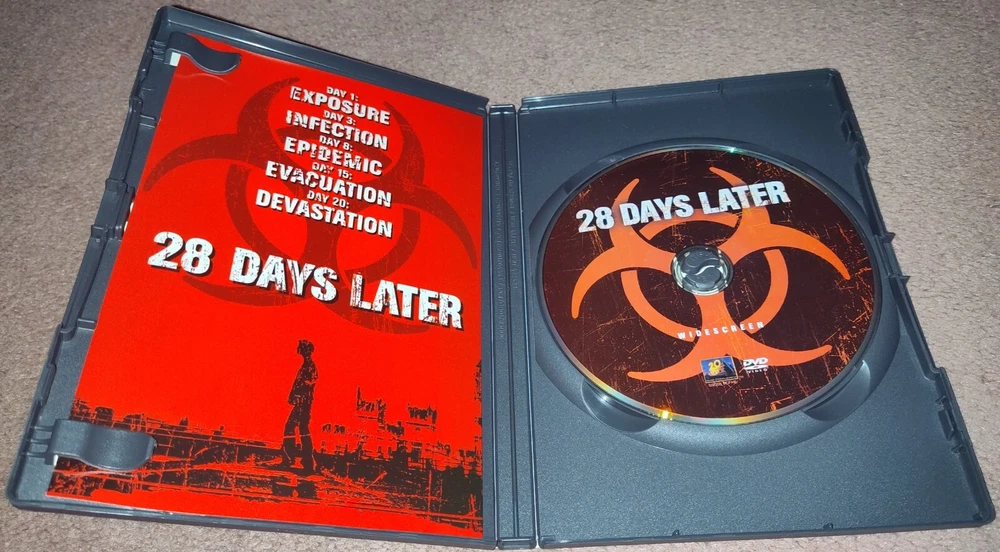 DAY 1:
EXPOSURE
DAY 3:
INFECTION
DAY 8:
EPIDEMIC
DAY 15:
EVACUATION
DAY 20:
DEVASTATION
28 DAYS LATER
28 DAYS LATER
WIDESCREEN
DVD
VIDEO